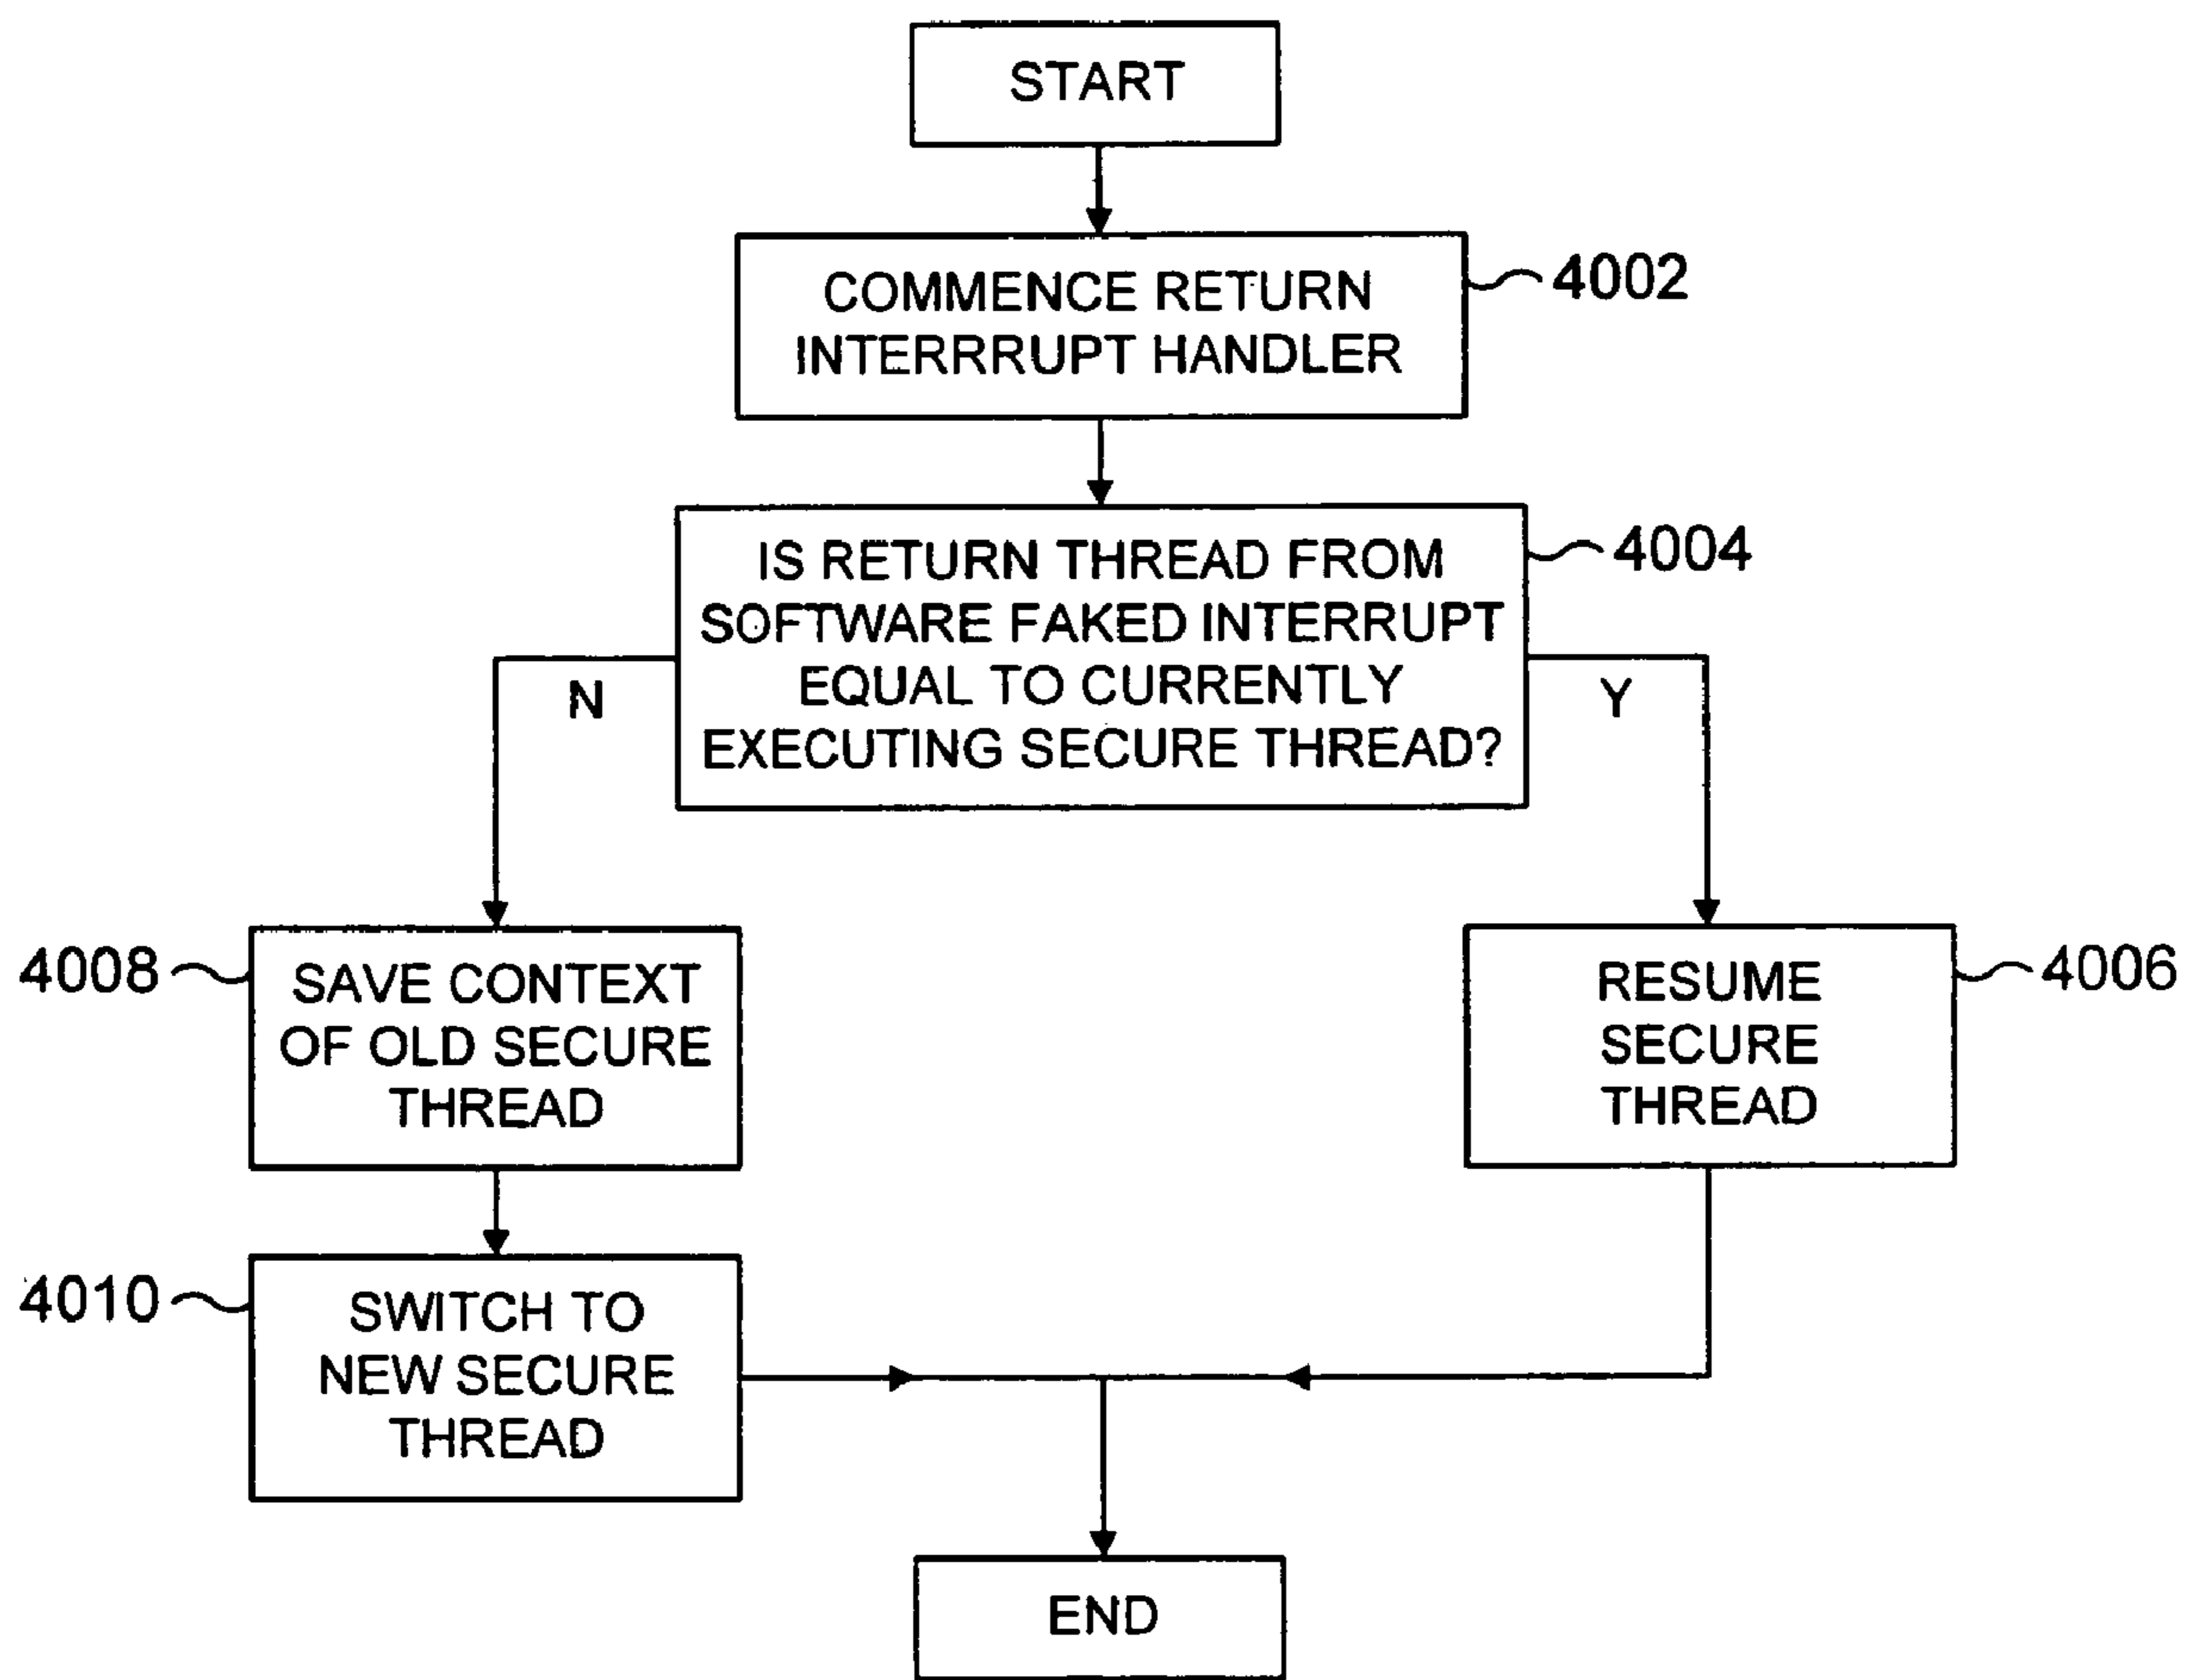 START
COMMENCE RETURN
INTERRRUPT HANDLER
4002
IS RETURN THREAD FROM
SOFTWARE FAKED INTERRUPT
EQUAL TO CURRENTLY
EXECUTING SECURE THREAD?
4004
N
Y
4008
SAVE CONTEXT
OF OLD SECURE
THREAD
RESUME
SECURE
THREAD
4006
4010
SWITCH TO
NEW SECURE
THREAD
END